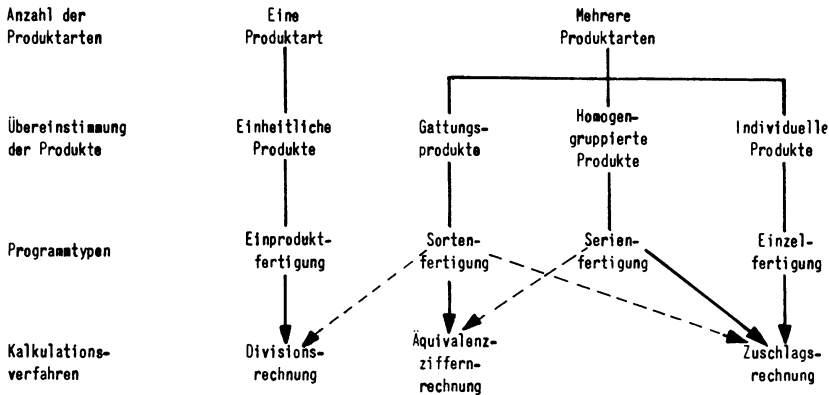 Anzahl der
Produktarten
Eine
Produktart
Mehrere
Produktarten
Übereinstimmung
der Produkte
Einheitliche
Produkte
Gattungs-
produkte
Homogen-
gruppierte
Produkte
Individuelle
Produkte
Programmtypen
Einprodukt-
fertigung
Sorten-
fertigung
Serien-
fertigung
Einzel-
fertigung
Kalkulations-
verfahren
Divisions-
rechnung
Äquivalenz-
ziffern-
rechnung
Zuschlags-
rechnung